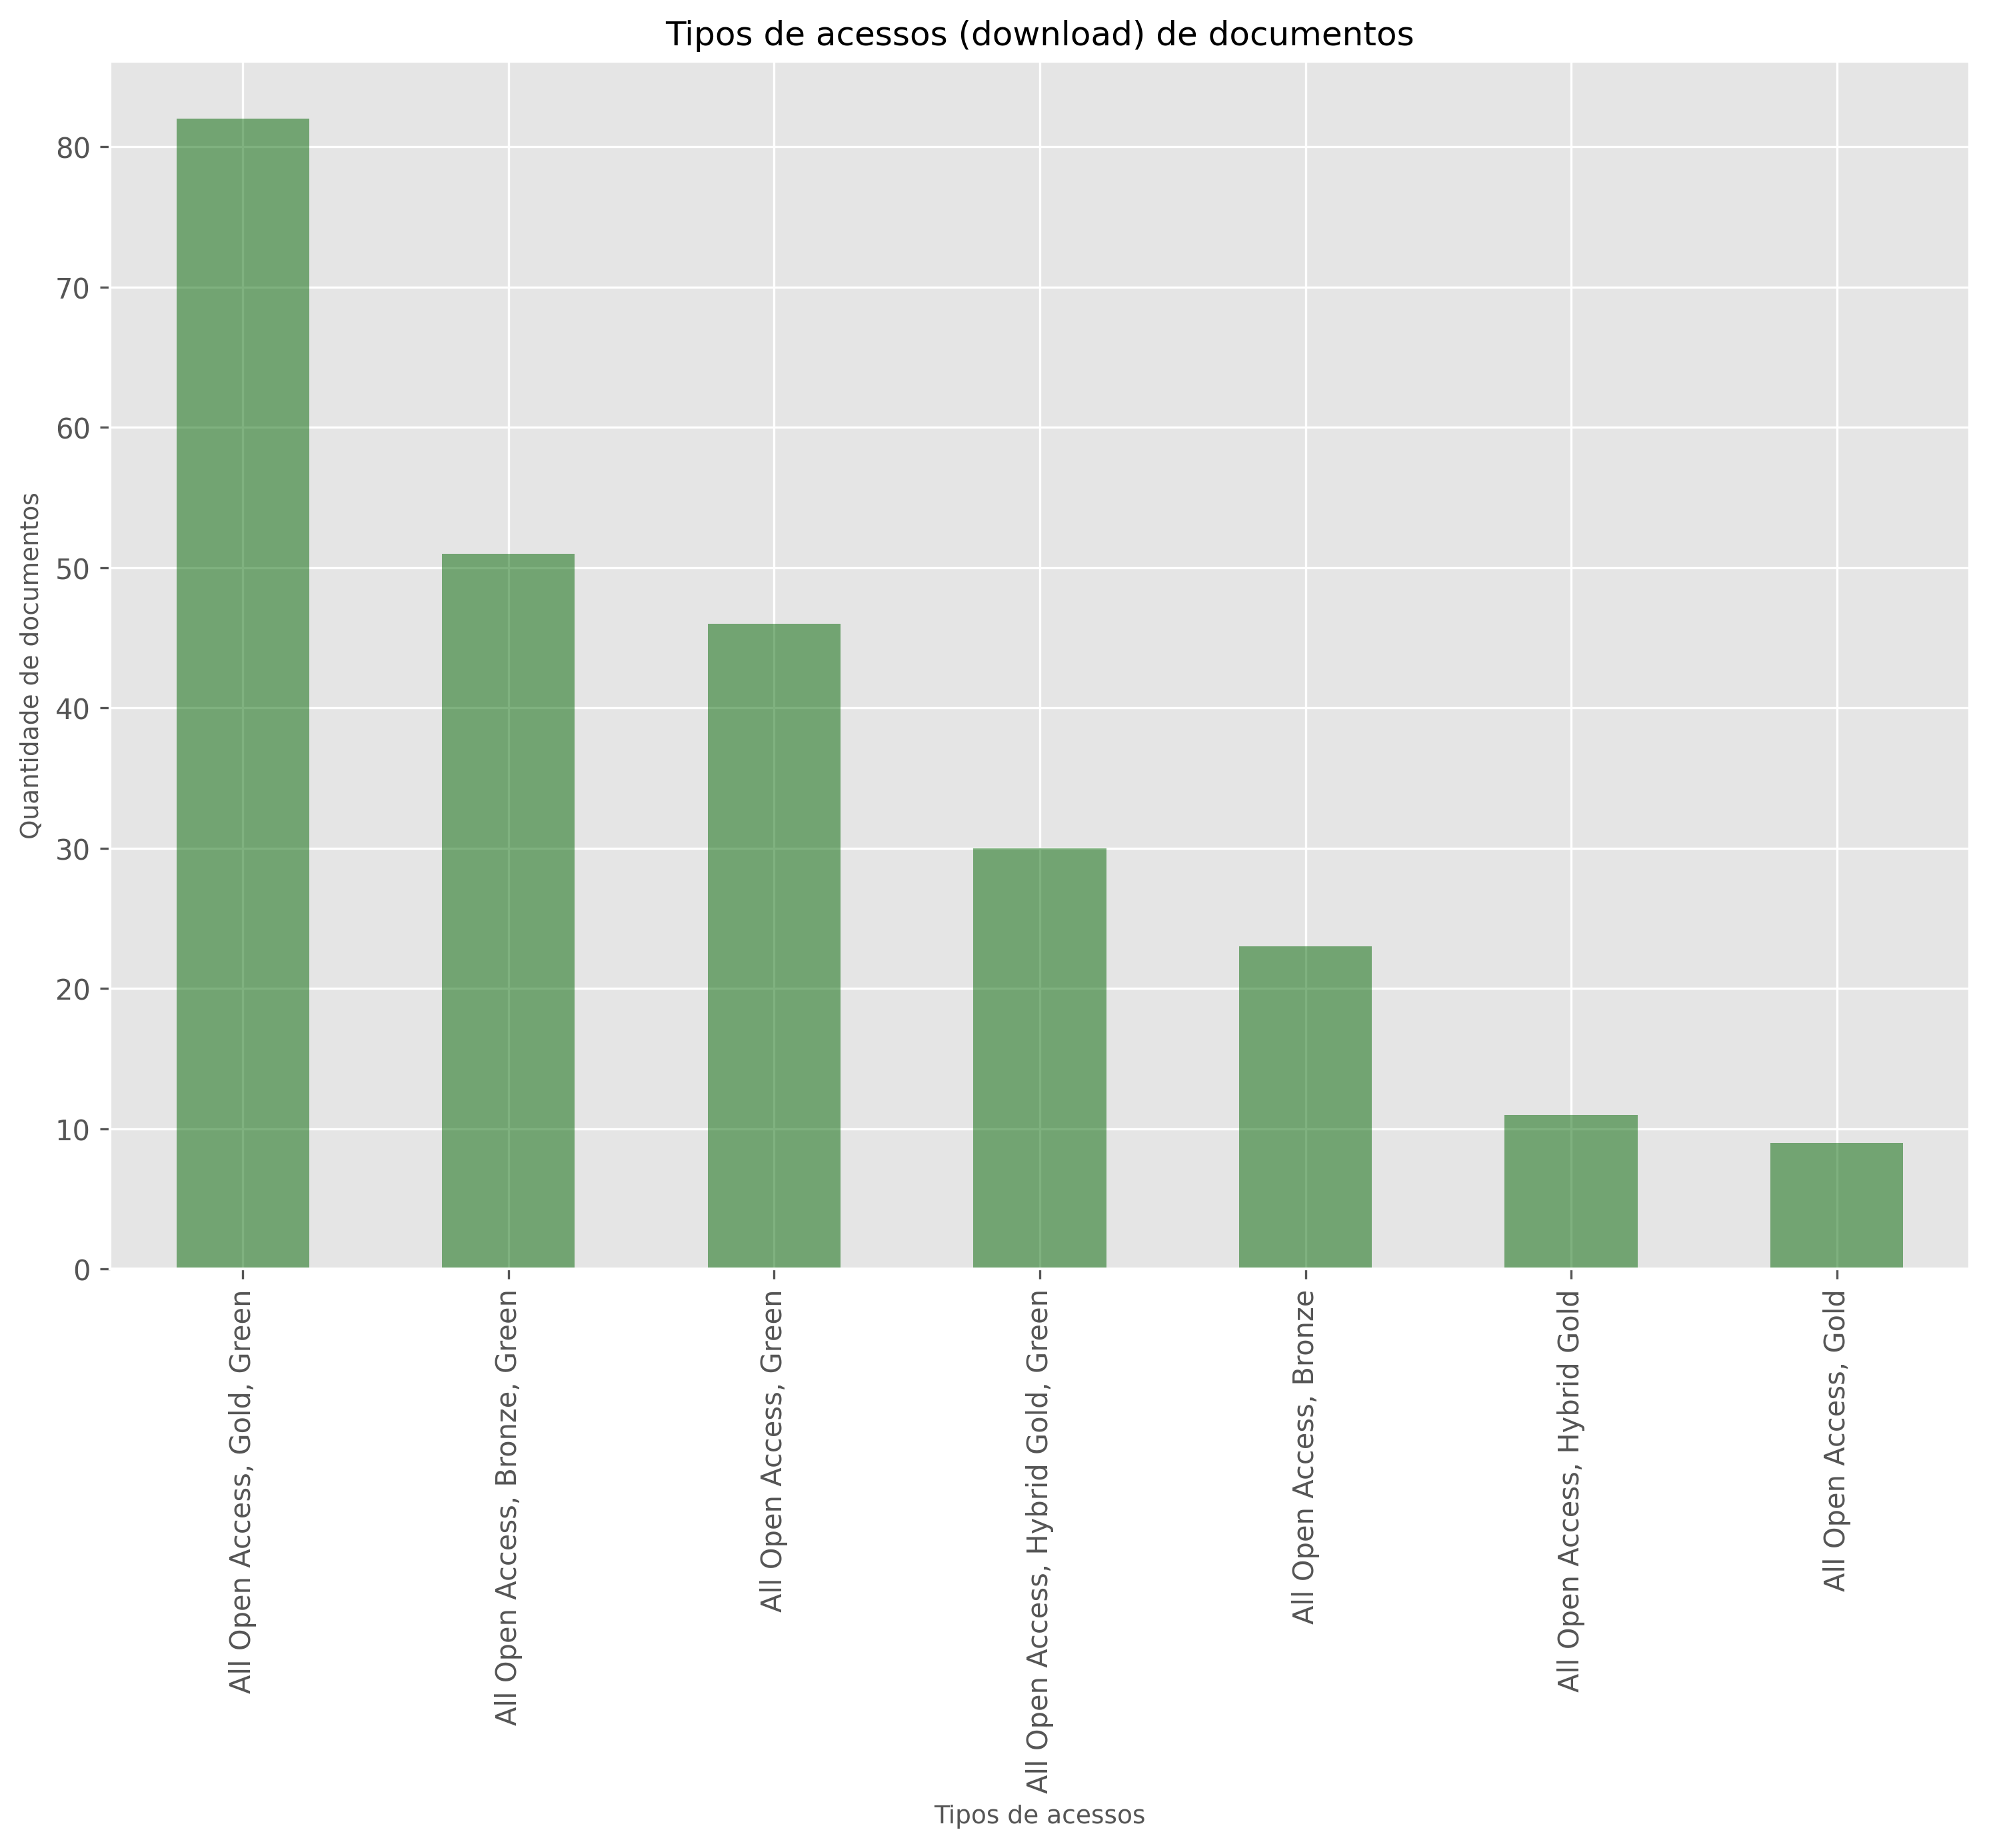 Tipos de acessos (download) de documentos
Quantidade de documentos
80
70
60
50
40
30
20
10
0
All Open Access, Gold, Green
All Open Access, Bronze, Green
All Open Access, Green
All Open Access, Hybrid Gold, Green
All Open Access, Bronze
All Open Access, Hybrid Gold
All Open Access, Gold
Tipos de acessos